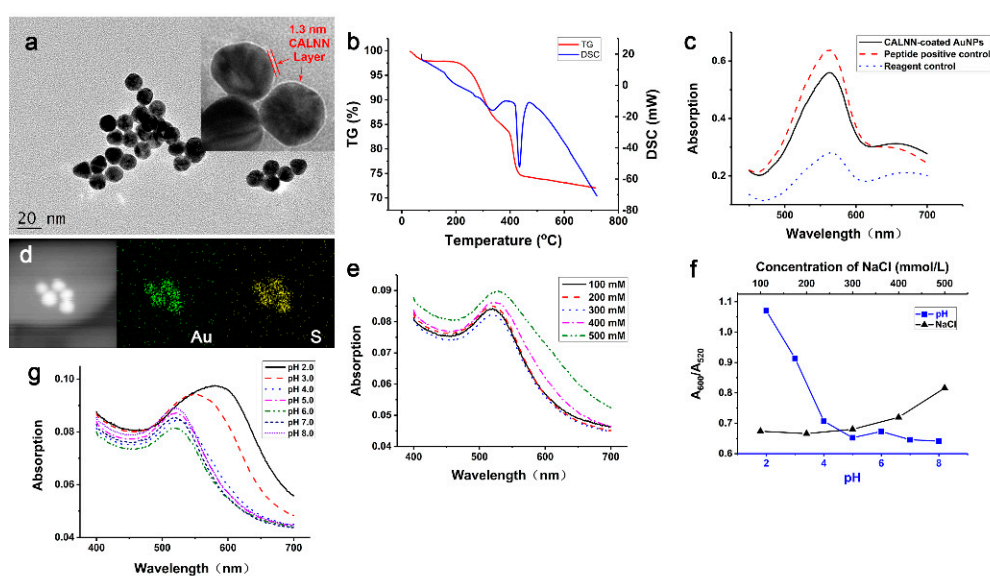 a
1.3 nm
CALNN
Layer
20 nm
b
TG
DSC
100
95
90
85
80
75
70
TG (%)
20
0
-20
-40
-60
-80
DSC (mW)
0 200 400 600 800
Temperature (°C)
c
CALNN-coated AuNPs
Peptide positive control
Reagent control
0.6
0.4
0.2
Absorption
500 600 700
Wavelength (nm)
d
Au
S
e
100 mM
200 mM
300 mM
400 mM
500 mM
0.09
0.08
0.07
0.06
0.05
0.04
Absorption
400 500 600 700
Wavelength (nm)
f
Concentration of NaCl (mmol/L)
100 200 300 400 500
pH
NaCl
1.1
1.0
0.9
0.8
0.7
0.6
A600/A520
2 4 6 8
pH
g
pH 2.0
pH 3.0
pH 4.0
pH 5.0
pH 6.0
pH 7.0
pH 8.0
0.10
0.08
0.06
0.04
Absorption
400 500 600 700
Wavelength (nm)